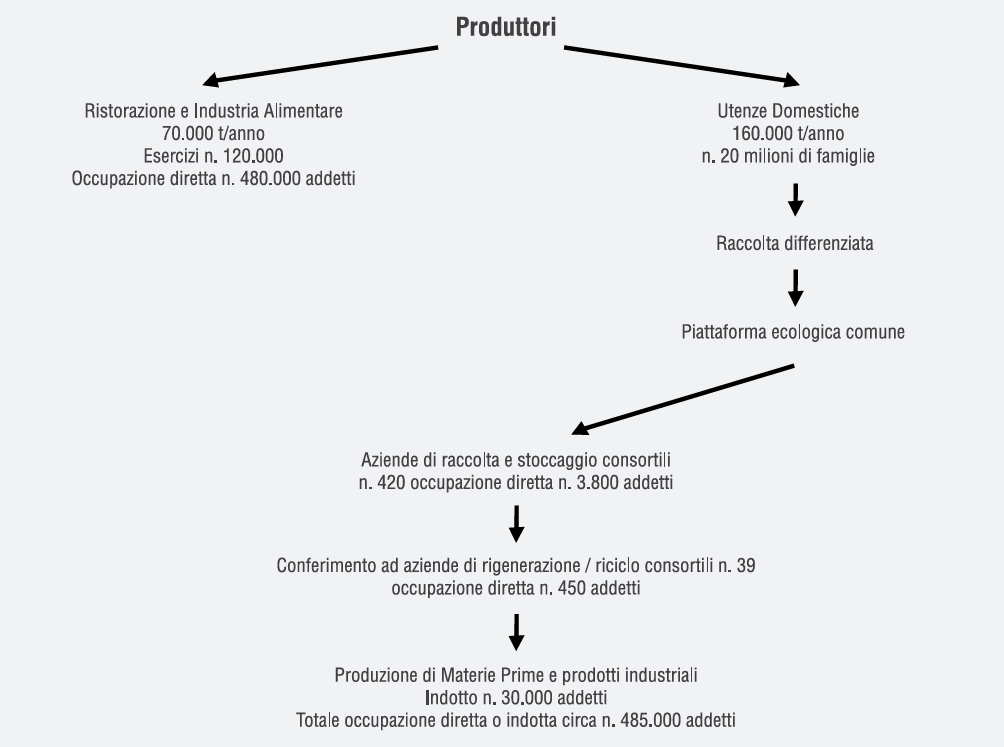 Produttori
Ristorazione e Industria Alimentare
70.000 t/anno
Esercizi n. 120.000
Occupazione diretta n. 480.000 addetti
Utenze Domestiche
160.000 t/anno
n. 20 milioni di famiglie
Raccolta differenziata
Piattaforma ecologica comune
Aziende di raccolta e stoccaggio consortili
n. 420 occupazione diretta n. 3.800 addetti
Conferimento ad aziende di rigenerazione / riciclo consortili n. 39
occupazione diretta n. 450 addetti
Produzione di Materie Prime e prodotti industriali
Indotto n. 30.000 addetti
Totale occupazione diretta o indotta circa n. 485.000 addetti